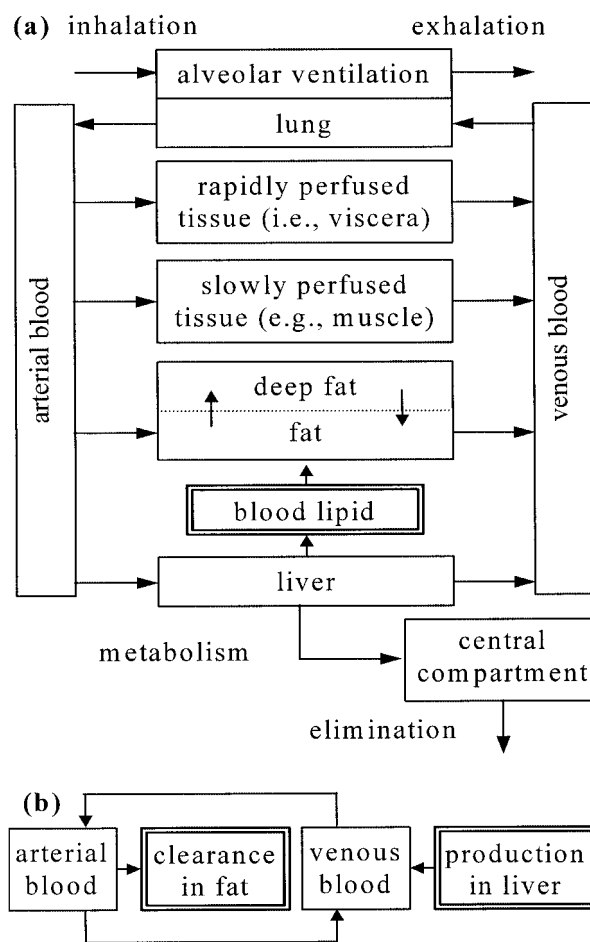 (a) inhalation exhalation
alveolar ventilation
lung
rapidly perfused
tissue (i.e., viscera)
slowly perfused
tissue (e.g., muscle)
arterial blood
venous blood
deep fat
fat
blood lipid
liver
metabolism
central
compartment
elimination
(b)
arterial
blood
clearance
in fat
venous
blood
production
in liver